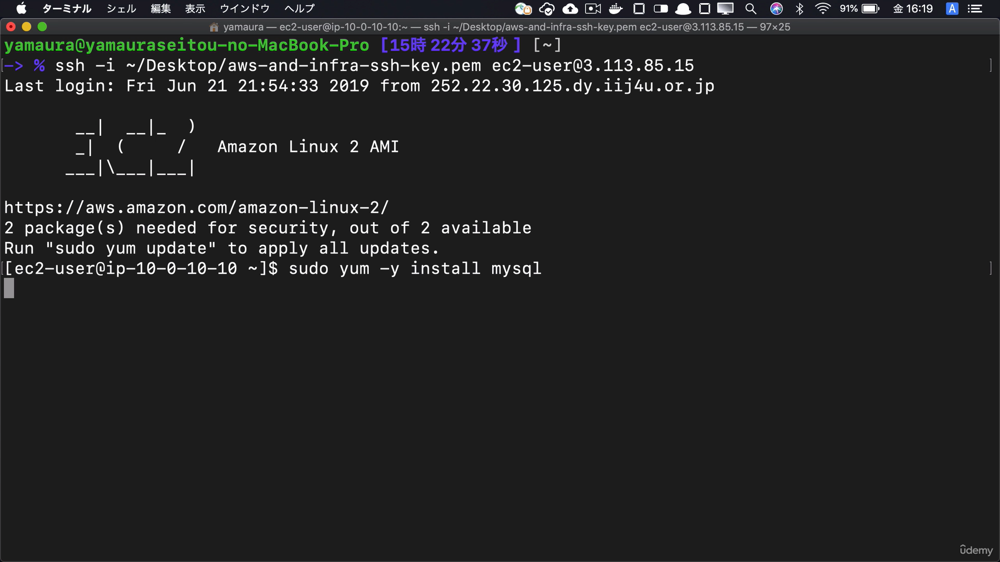 ターミナル シェル 編集 表示 ウインドウ ヘルプ 91% 金 16:19 A
yamaura — ec2-user@ip-10-0-10-10:~ — ssh -i ~/Desktop/aws-and-infra-ssh-key.pem ec2-user@3.113.85.15 — 97×25
yamaura@yamauraseitou-no-MacBook-Pro [15時22分37秒 ] [~]
[-> % ssh -i ~/Desktop/aws-and-infra-ssh-key.pem ec2-user@3.113.85.15 ]
Last login: Fri Jun 21 21:54:33 2019 from 252.22.30.125.dy.iij4u.or.jp
       __|  __|_  )
       _|  (     /   Amazon Linux 2 AMI
      ___|\___|___|
https://aws.amazon.com/amazon-linux-2/
2 package(s) needed for security, out of 2 available
Run "sudo yum update" to apply all updates.
[[ec2-user@ip-10-0-10-10 ~]$ sudo yum -y install mysql ]
ûdemy